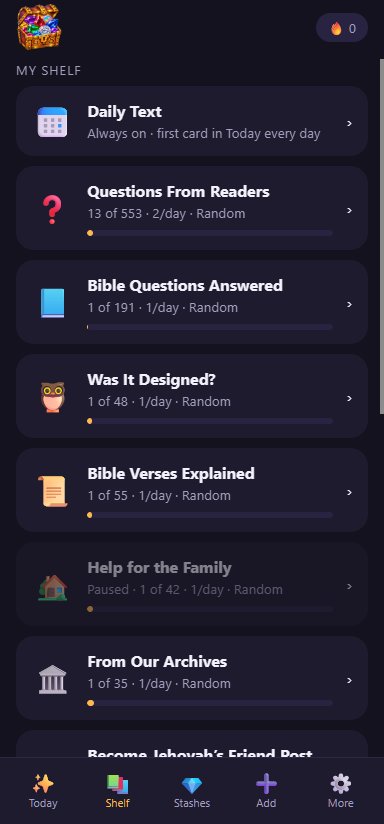 0
MY SHELF
Daily Text
Always on · first card in Today every day
Questions From Readers
13 of 553 · 2/day · Random
Bible Questions Answered
1 of 191 · 1/day · Random
Was It Designed?
1 of 48 · 1/day · Random
Bible Verses Explained
1 of 55 · 1/day · Random
Help for the Family
Paused · 1 of 42 · 1/day · Random
From Our Archives
1 of 35 · 1/day · Random
Become Jehovah's Friend Post
Today
Shelf
Stashes
Add
More